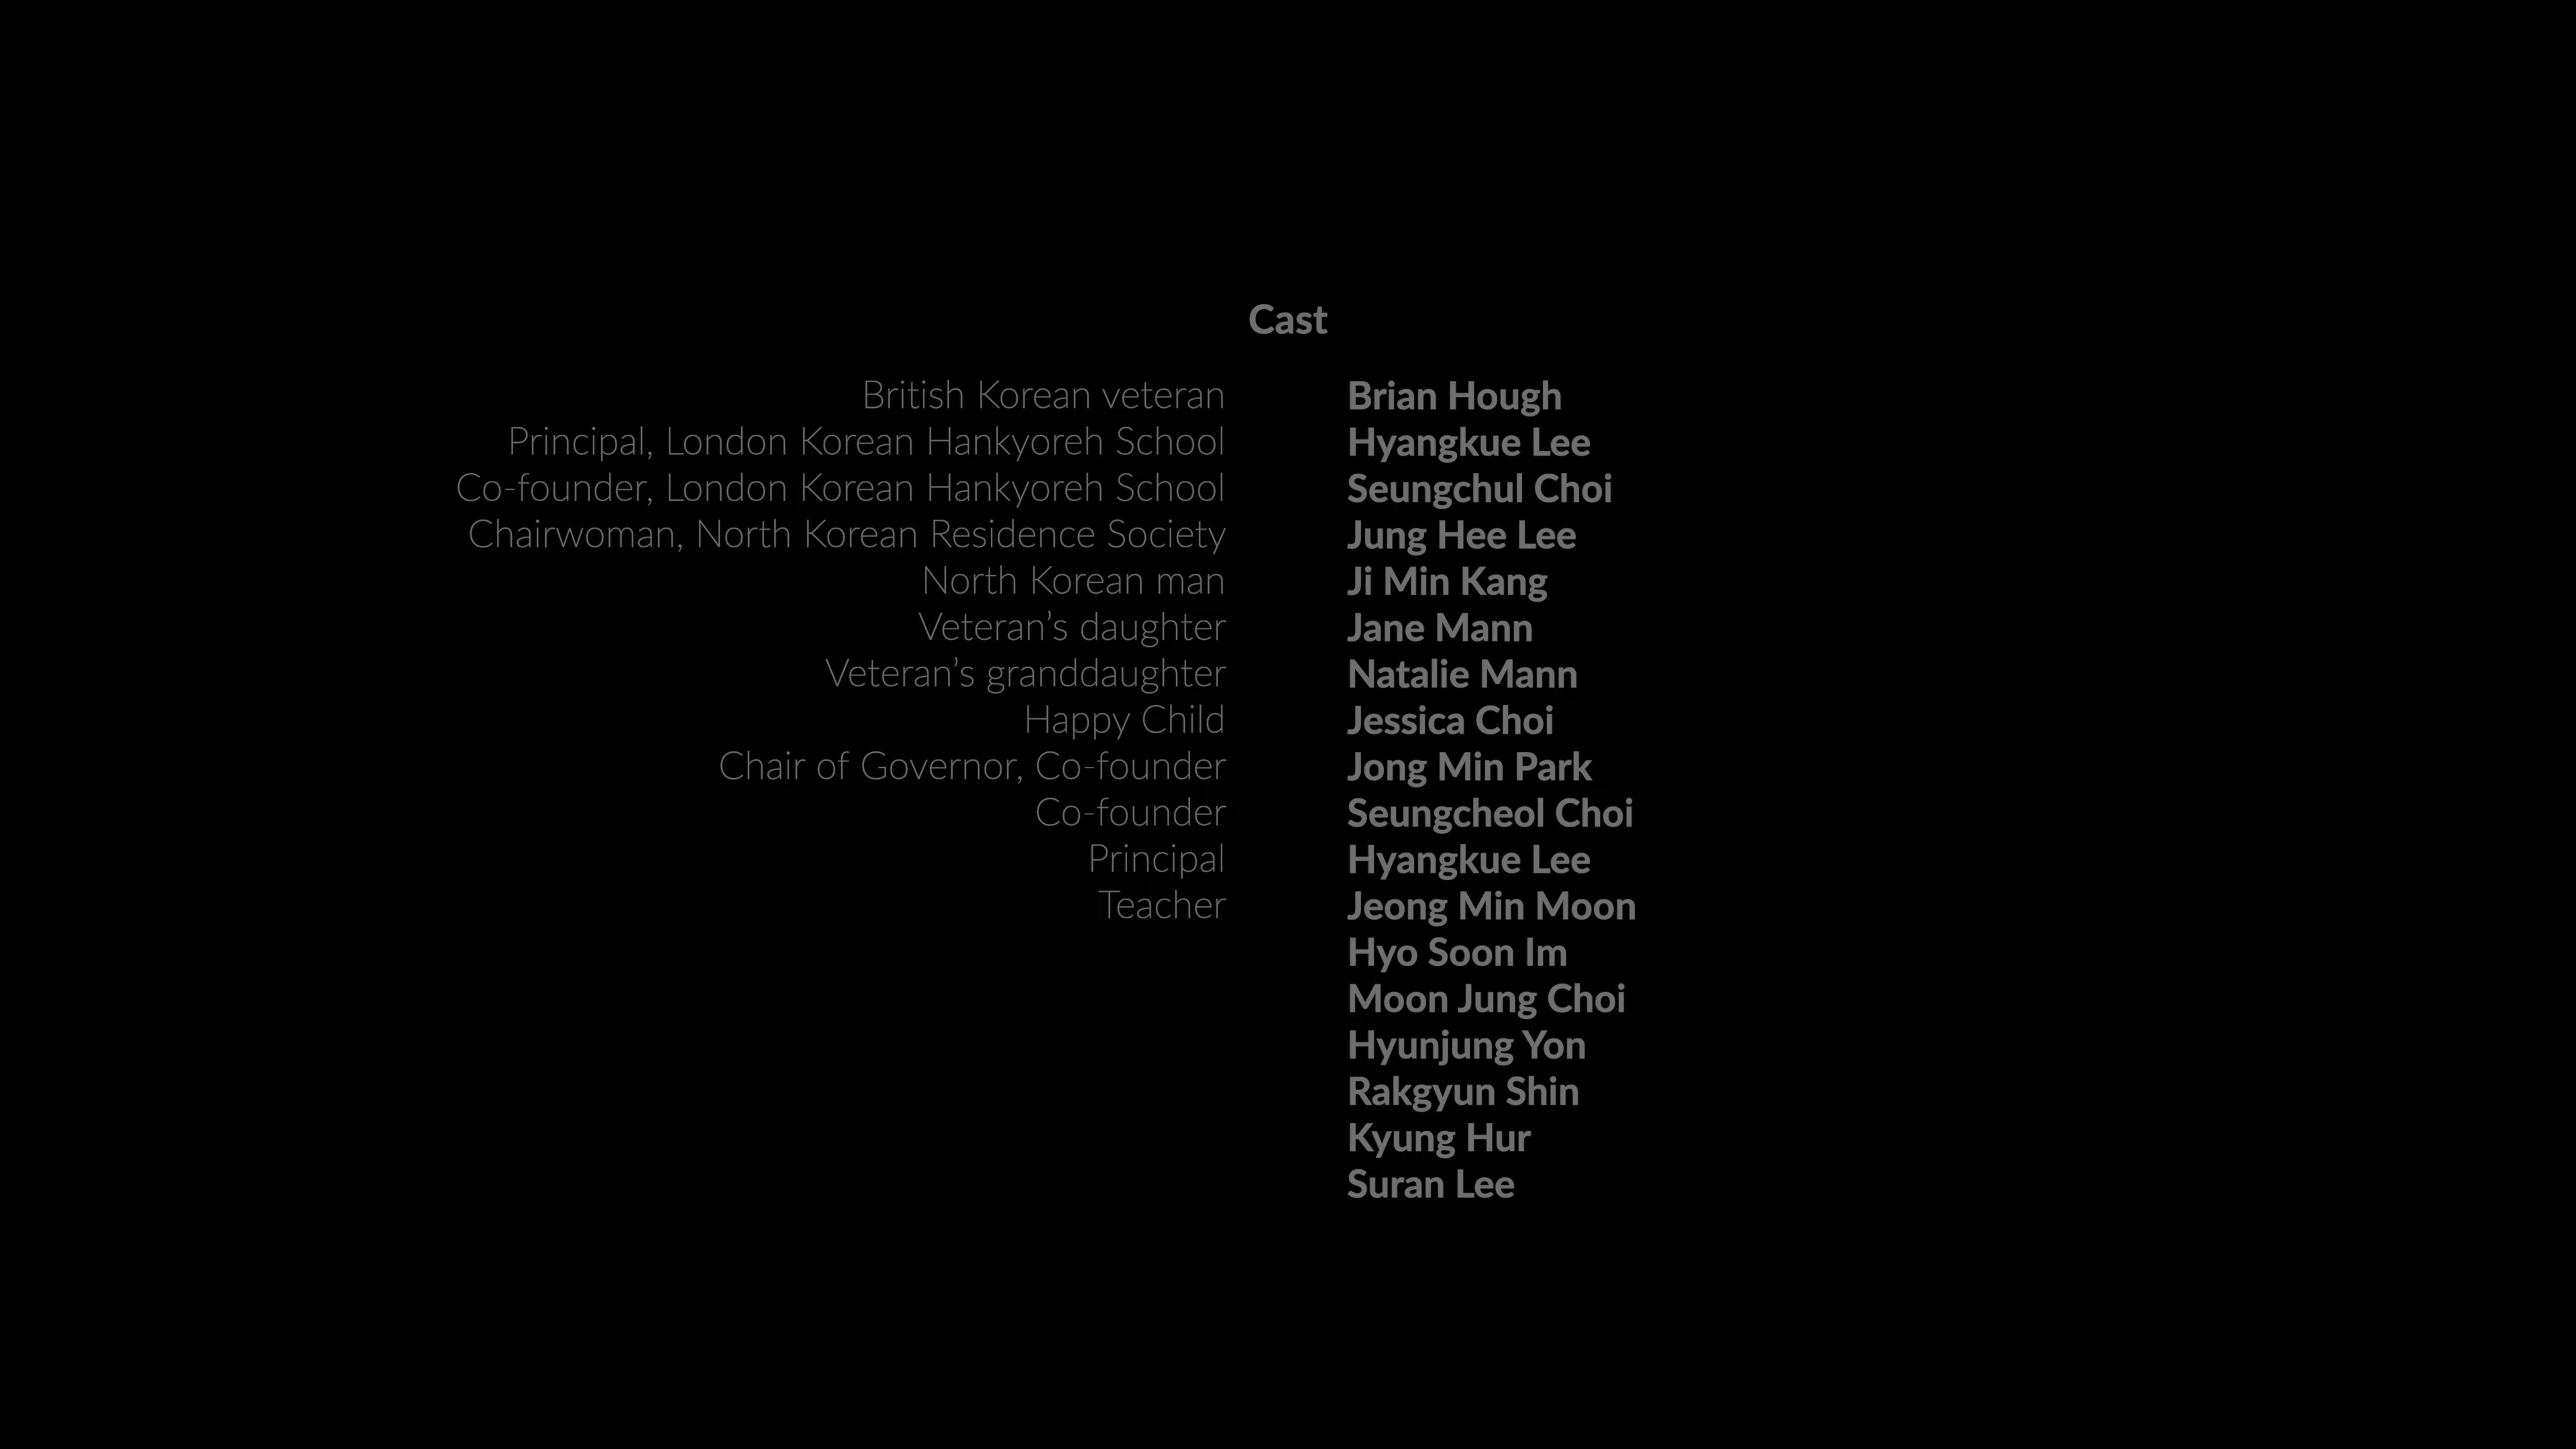 Cast
British Korean veteran Brian Hough
Principal, London Korean Hankyoreh School Hyangkue Lee
Co-founder, London Korean Hankyoreh School Seungchul Choi
Chairwoman, North Korean Residence Society Jung Hee Lee
North Korean man Ji Min Kang
Veteran’s daughter Jane Mann
Veteran’s granddaughter Natalie Mann
Happy Child Jessica Choi
Chair of Governor, Co-founder Jong Min Park
Co-founder Seungcheol Choi
Principal Hyangkue Lee
Teacher Jeong Min Moon
Hyo Soon Im
Moon Jung Choi
Hyunjung Yon
Rakgyun Shin
Kyung Hur
Suran Lee